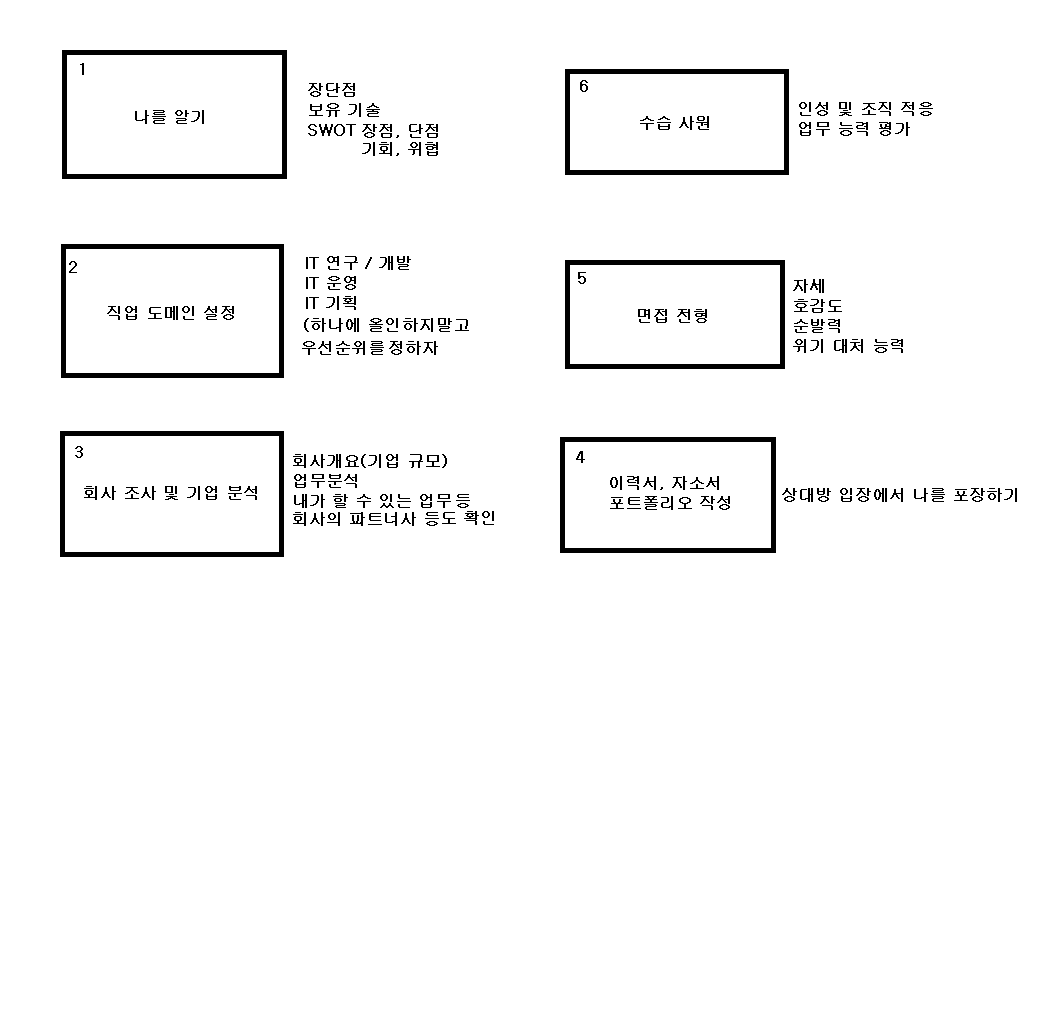 1
나를 알기
장단점
보유 기술
SWOT 장점, 단점
기회, 위협
2
직업 도메인 설정
IT 연구 / 개발
IT 운영
IT 기획
(하나에 올인하지말고
우선순위를 정하자
3
회사 조사 및 기업 분석
회사개요(기업 규모)
업무분석
내가 할 수 있는 업무등
회사의 파트너사 등도 확인
4
이력서, 자소서
포트폴리오 작성
상대방 입장에서 나를 포장하기
5
면접 전형
자세
호감도
순발력
위기 대처 능력
6
수습 사원
인성 및 조직 적응
업무 능력 평가